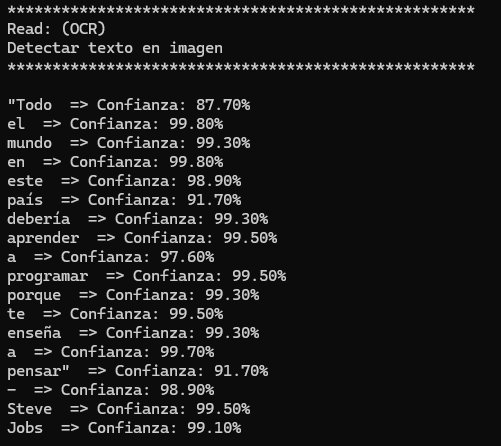 ****************************************************
Read: (OCR)
Detectar texto en imagen
****************************************************
"Todo  => Confianza: 87.70%
el  => Confianza: 99.80%
mundo  => Confianza: 99.30%
en  => Confianza: 99.80%
este  => Confianza: 98.90%
país  => Confianza: 91.70%
debería  => Confianza: 99.30%
aprender  => Confianza: 99.50%
a  => Confianza: 97.60%
programar  => Confianza: 99.50%
porque  => Confianza: 99.30%
te  => Confianza: 99.50%
enseña  => Confianza: 99.30%
a  => Confianza: 99.70%
pensar"  => Confianza: 91.70%
–  => Confianza: 98.90%
Steve  => Confianza: 99.50%
Jobs  => Confianza: 99.10%